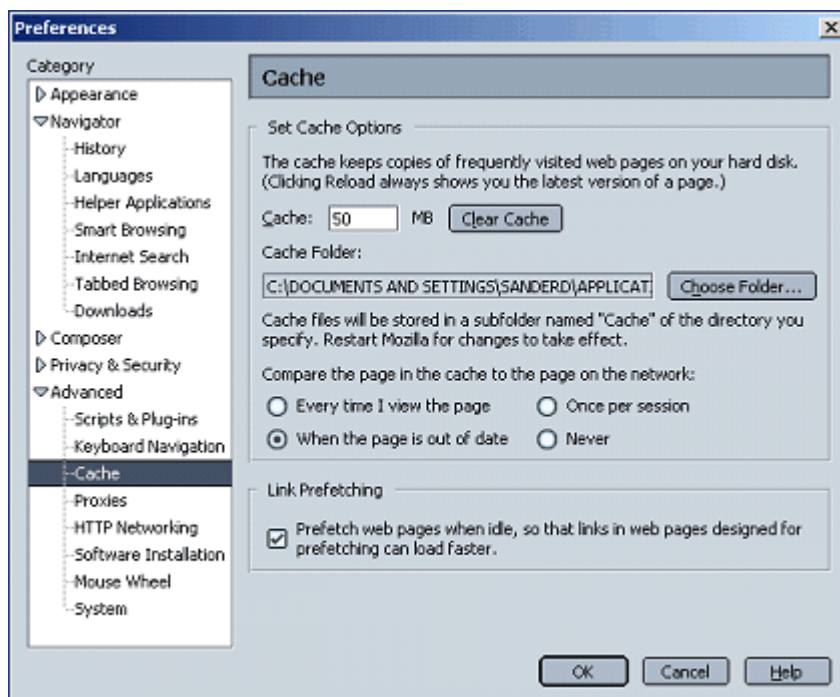 Preferences
Category
Appearance
Navigator
History
Languages
Helper Applications
Smart Browsing
Internet Search
Tabbed Browsing
Downloads
Composer
Privacy & Security
Advanced
Scripts & Plug-ins
Keyboard Navigation
Cache
Proxies
HTTP Networking
Software Installation
Mouse Wheel
System
Cache
Set Cache Options
The cache keeps copies of frequently visited web pages on your hard disk.
(Clicking Reload always shows you the latest version of a page.)
Cache: 50 MB Clear Cache
Cache Folder:
C:\DOCUMENTS AND SETTINGS\SANDERD\APPLICAT Choose Folder...
Cache files will be stored in a subfolder named "Cache" of the directory you
specify. Restart Mozilla for changes to take effect.
Compare the page in the cache to the page on the network:
Every time I view the page Once per session
When the page is out of date Never
Link Prefetching
Prefetch web pages when idle, so that links in web pages designed for
prefetching can load faster.
OK Cancel Help